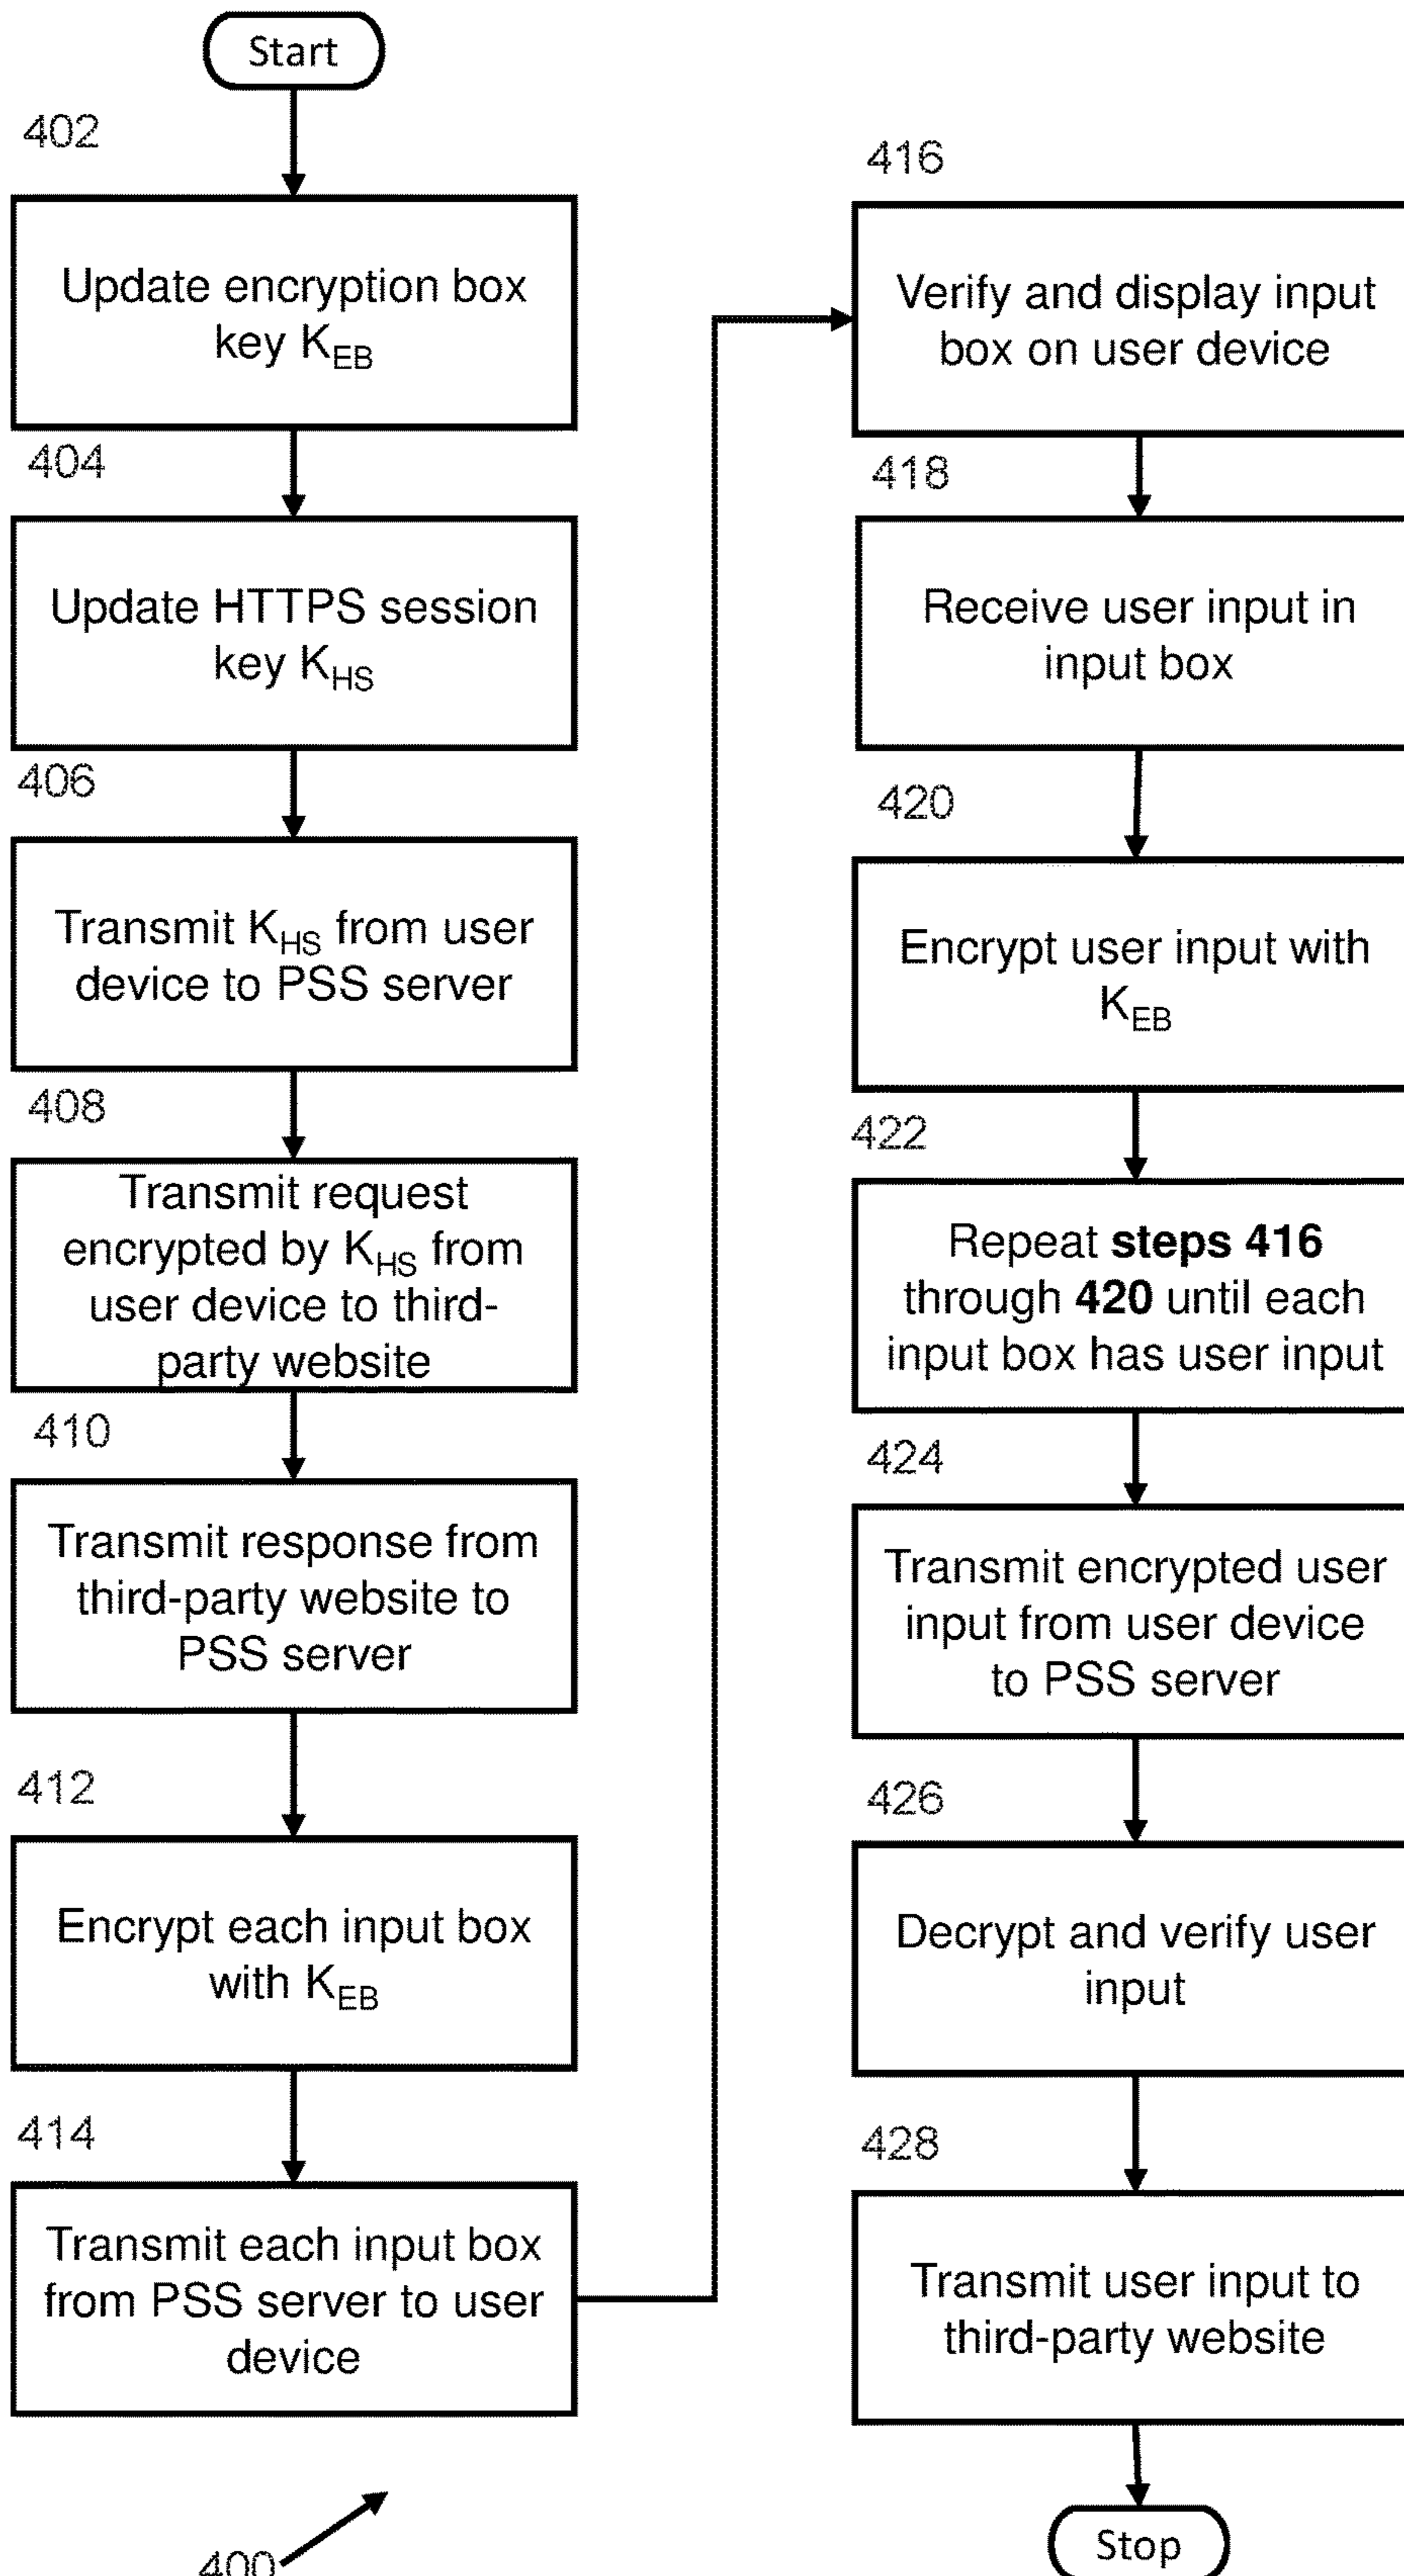 Start
402
Update encryption box
key K_EB
404
Update HTTPS session
key K_HS
406
Transmit K_HS from user
device to PSS server
408
Transmit request
encrypted by K_HS from
user device to third-
party website
410
Transmit response from
third-party website to
PSS server
412
Encrypt each input box
with K_EB
414
Transmit each input box
from PSS server to user
device
400
416
Verify and display input
box on user device
418
Receive user input in
input box
420
Encrypt user input with
K_EB
422
Repeat steps 416
through 420 until each
input box has user input
424
Transmit encrypted user
input from user device
to PSS server
426
Decrypt and verify user
input
428
Transmit user input to
third-party website
Stop